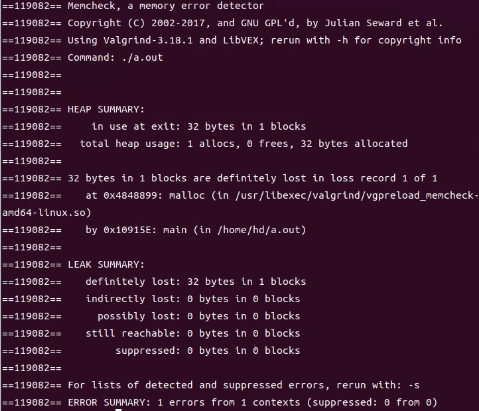 ==119082== Memcheck, a memory error detector
==119082== Copyright (C) 2002-2017, and GNU GPL'd, by Julian Seward et al.
==119082== Using Valgrind-3.18.1 and LibVEX; rerun with -h for copyright info
==119082== Command: ./a.out
==119082==
==119082==
==119082== HEAP SUMMARY:
==119082==     in use at exit: 32 bytes in 1 blocks
==119082==   total heap usage: 1 allocs, 0 frees, 32 bytes allocated
==119082==
==119082== 32 bytes in 1 blocks are definitely lost in loss record 1 of 1
==119082==    at 0x4848899: malloc (in /usr/libexec/valgrind/vgpreload_memcheck-
amd64-linux.so)
==119082==    by 0x10915E: main (in /home/hd/a.out)
==119082==
==119082== LEAK SUMMARY:
==119082==    definitely lost: 32 bytes in 1 blocks
==119082==    indirectly lost: 0 bytes in 0 blocks
==119082==      possibly lost: 0 bytes in 0 blocks
==119082==    still reachable: 0 bytes in 0 blocks
==119082==         suppressed: 0 bytes in 0 blocks
==119082==
==119082== For lists of detected and suppressed errors, rerun with: -s
==119082== ERROR SUMMARY: 1 errors from 1 contexts (suppressed: 0 from 0)